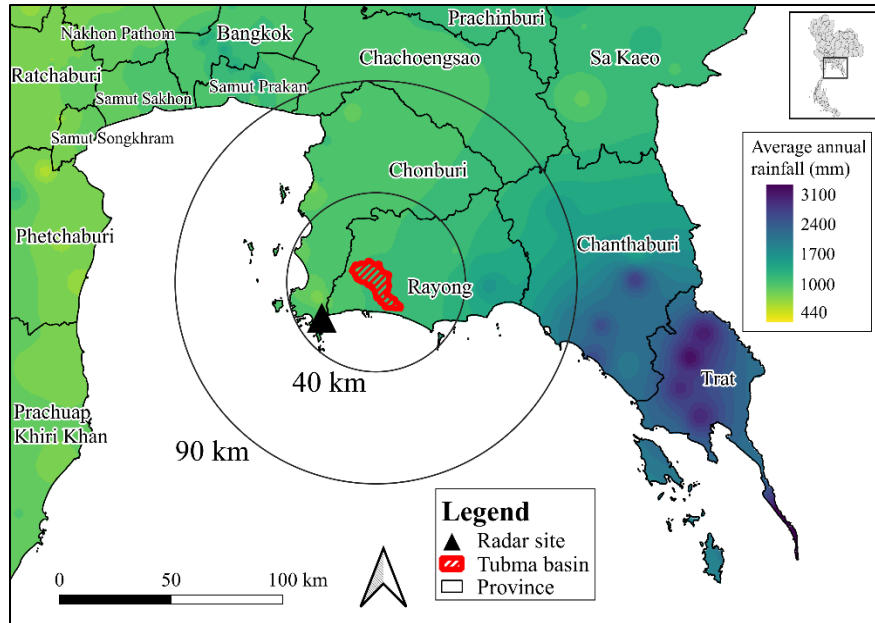 Prachinburi
Nakhon Pathom
Bangkok
Chachoengsao
Sa Kaeo
Ratchaburi
Samut Prakan
Samut Sakhon
Samut Songkhram
Chonburi
Average annual
rainfall (mm)
3100
2400
1700
1000
440
Phetchaburi
Chanthaburi
Rayong
40 km
Trat
Prachuap
Khiri Khan
90 km
Legend
Radar site
Tubma basin
Province
0 50 100 km